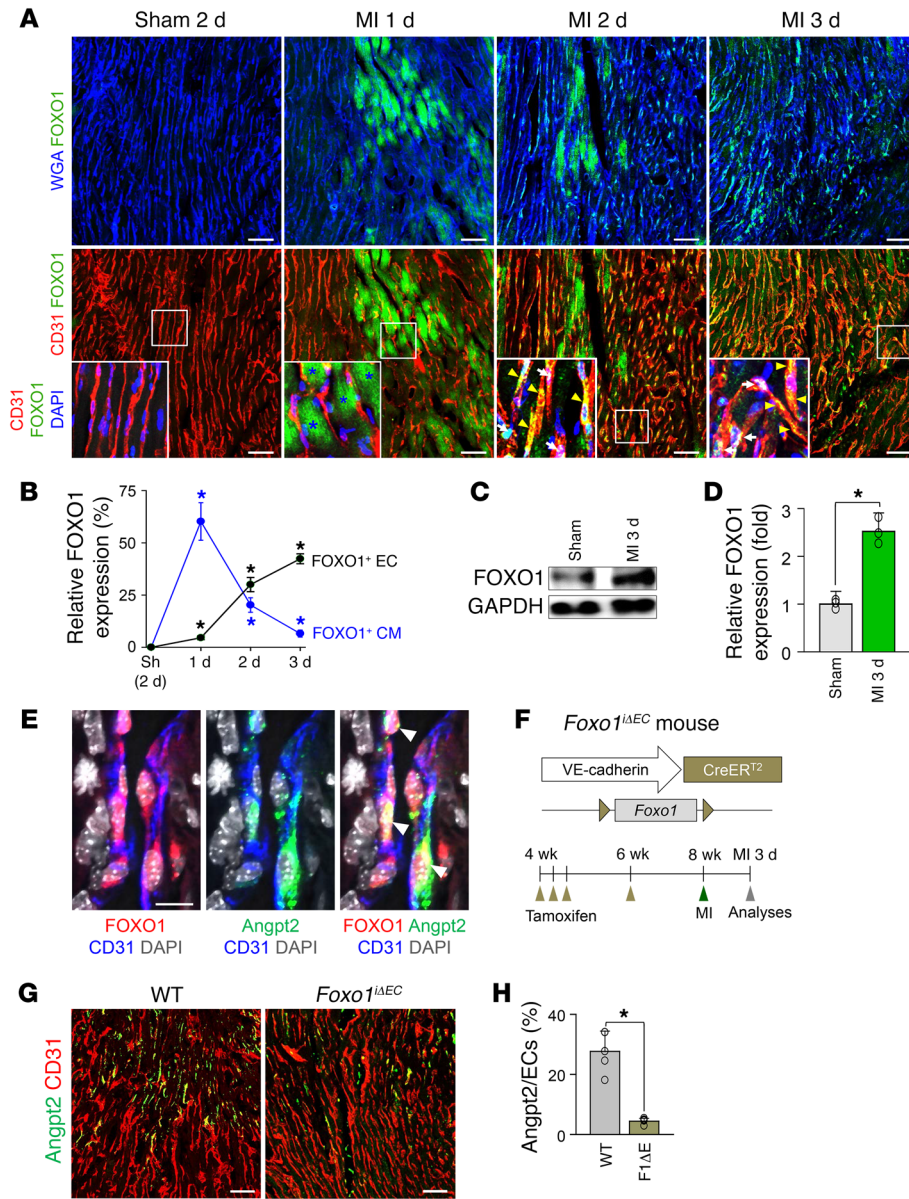 A
Sham 2 d
MI 1 d
MI 2 d
MI 3 d
WGA FOXO1
CD31 FOXO1
CD31
FOXO1
DAPI
*
*
*
*
*
B
Relative FOXO1
expression (%)
75
50
25
0
*
*
*
*
*
*
FOXO1+ EC
FOXO1+ CM
Sh
(2 d)
1 d
2 d
3 d
C
Sham
MI 3 d
FOXO1
GAPDH
D
Relative FOXO1
expression (fold)
3
2
1
0
*
Sham
MI 3 d
E
FOXO1
CD31 DAPI
Angpt2
CD31 DAPI
FOXO1 Angpt2
CD31 DAPI
F
Foxo1iΔEC mouse
VE-cadherin
CreERT2
Foxo1
4 wk
6 wk
8 wk
MI 3 d
Tamoxifen
MI
Analyses
G
WT
Foxo1iΔEC
Angpt2 CD31
H
Angpt2/ECs (%)
40
20
0
*
WT
F1ΔE